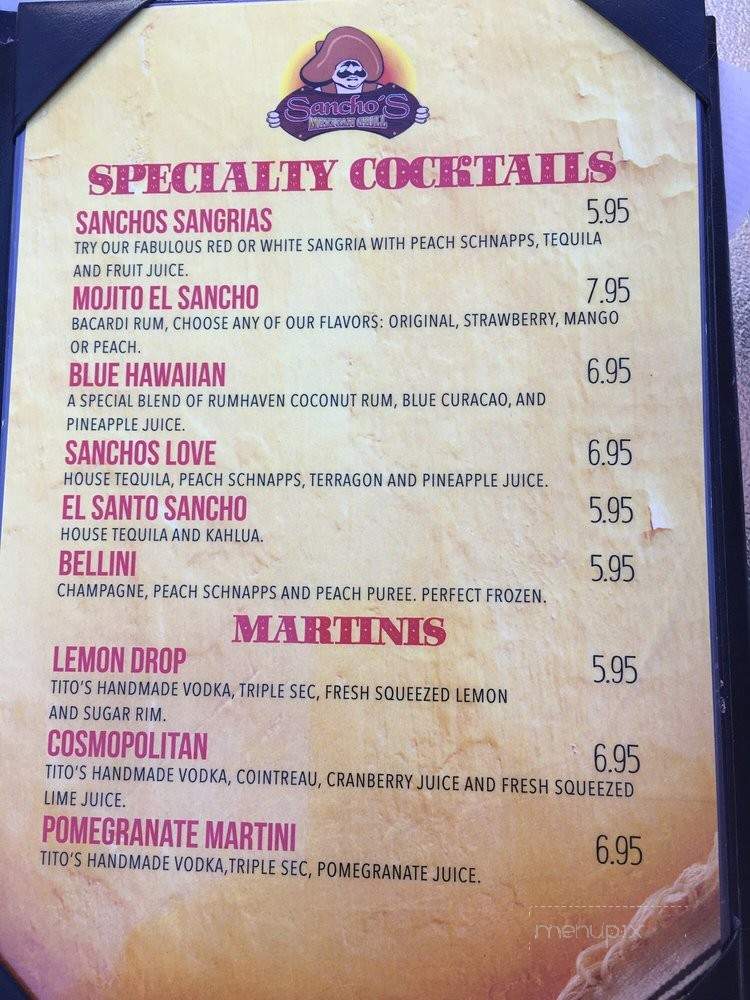 Sancho's
MEXICAN GRILL
SPECIALTY COCKTAILS
SANCHOS SANGRIAS 5.95
TRY OUR FABULOUS RED OR WHITE SANGRIA WITH PEACH SCHNAPPS, TEQUILA
AND FRUIT JUICE.
MOJITO EL SANCHO 7.95
BACARDI RUM, CHOOSE ANY OF OUR FLAVORS: ORIGINAL, STRAWBERRY, MANGO
OR PEACH.
BLUE HAWAIIAN 6.95
A SPECIAL BLEND OF RUMHAVEN COCONUT RUM, BLUE CURACAO, AND
PINEAPPLE JUICE.
SANCHOS LOVE 6.95
HOUSE TEQUILA, PEACH SCHNAPPS, TERRAGON AND PINEAPPLE JUICE.
EL SANTO SANCHO 5.95
HOUSE TEQUILA AND KAHLUA.
BELLINI 5.95
CHAMPAGNE, PEACH SCHNAPPS AND PEACH PUREE. PERFECT FROZEN.
MARTINIS
LEMON DROP 5.95
TITO'S HANDMADE VODKA, TRIPLE SEC, FRESH SQUEEZED LEMON
AND SUGAR RIM.
COSMOPOLITAN 6.95
TITO'S HANDMADE VODKA, COINTREAU, CRANBERRY JUICE AND FRESH SQUEEZED
LIME JUICE.
POMEGRANATE MARTINI 6.95
TITO'S HANDMADE VODKA,TRIPLE SEC, POMEGRANATE JUICE.
menupix